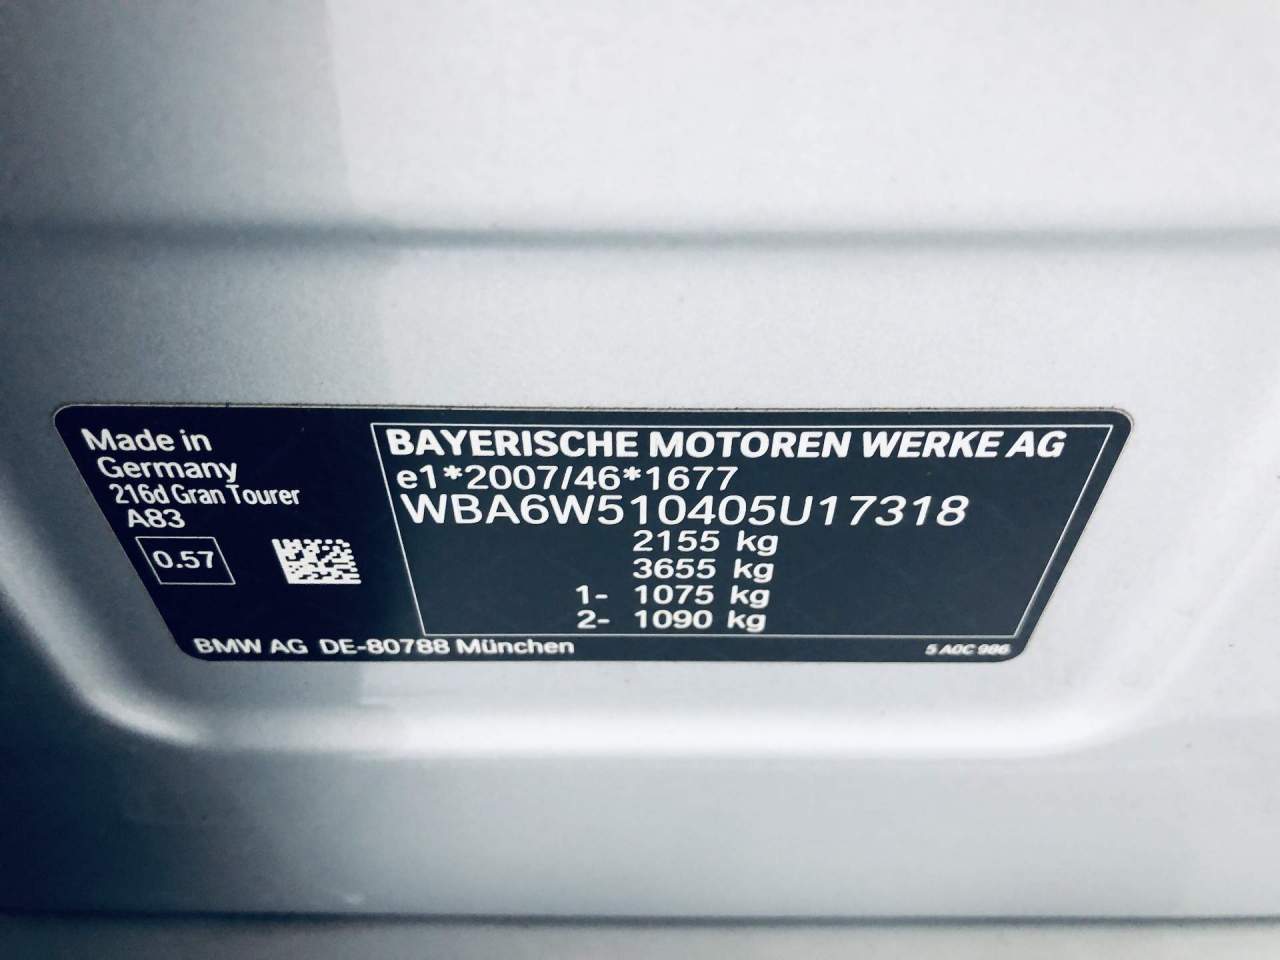 Made in
Germany
216d Gran Tourer
A83
0.57
BAYERISCHE MOTOREN WERKE AG
e1*2007/46*1677
WBA6W510405U17318
2155 kg
3655 kg
1- 1075 kg
2- 1090 kg
BMW AG DE-80788 München
5 A0C 986